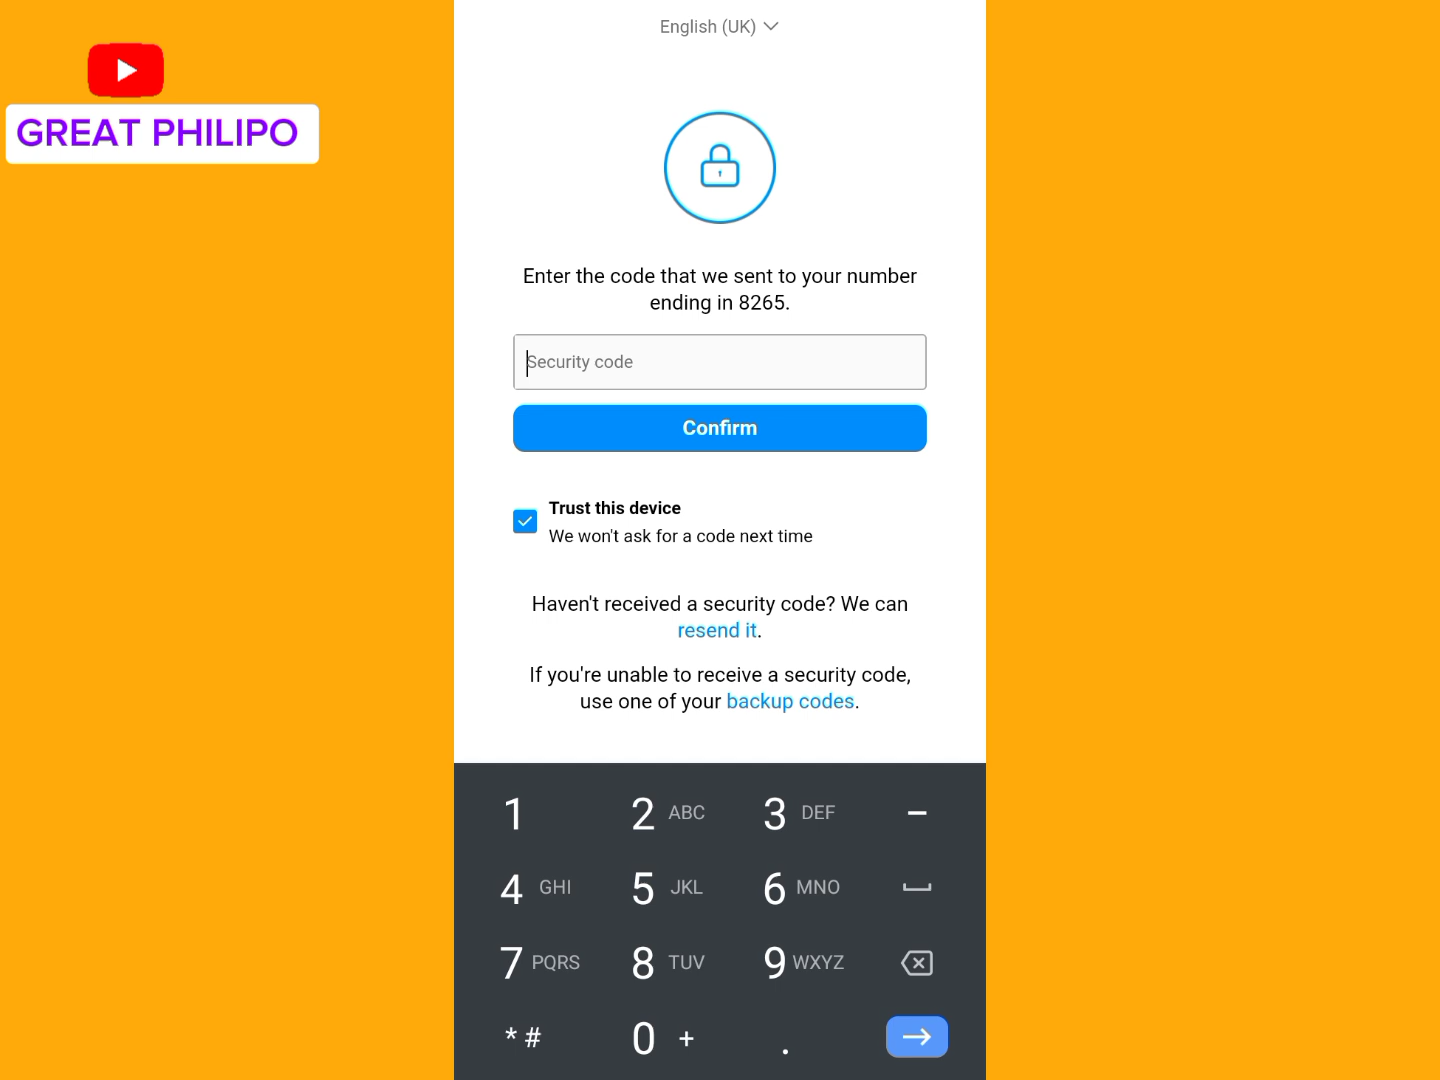 English (UK)
GREAT PHILIPO
Enter the code that we sent to your number
ending in 8265.
Security code
Confirm
Trust this device
We won't ask for a code next time
Haven't received a security code? We can
resend it.
If you're unable to receive a security code,
use one of your backup codes.
1 2 ABC 3 DEF –
4 GHI 5 JKL 6 MNO
7 PQRS 8 TUV 9 WXYZ
* # 0 + .